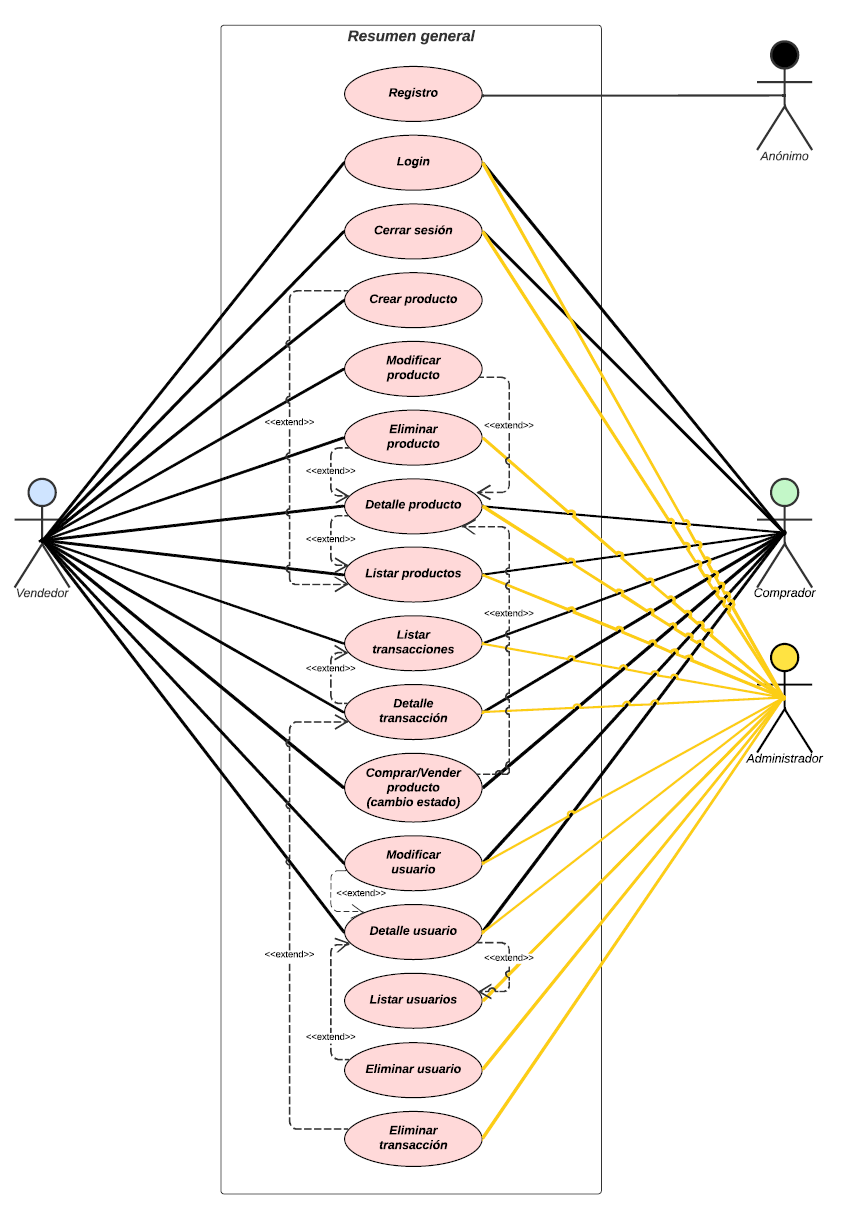 Resumen general
Registro
Anónimo
Login
Cerrar sesión
Crear producto
Modificar
producto
<<extend>>
<<extend>>
Eliminar
producto
<<extend>>
Detalle producto
<<extend>>
Listar productos
Vendedor
Comprador
<<extend>>
Listar
transacciones
<<extend>>
Detalle
transacción
Administrador
Comprar/Vender
producto
(cambio estado)
Modificar
usuario
<<extend>>
Detalle usuario
<<extend>>
<<extend>>
Listar usuarios
<<extend>>
Eliminar usuario
Eliminar
transacción